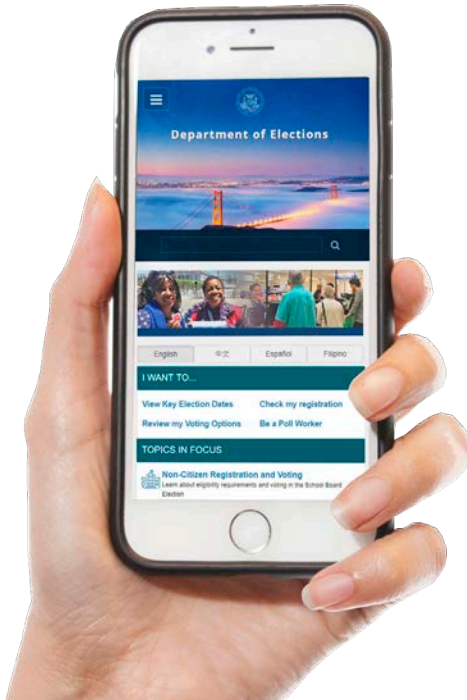 Department of Elections
English 中文 Español Filipino
I WANT TO...
View Key Election Dates Check my registration
Review my Voting Options Be a Poll Worker
TOPICS IN FOCUS
Non-Citizen Registration and Voting
Learn about eligibility requirements and voting in the School Board
Election